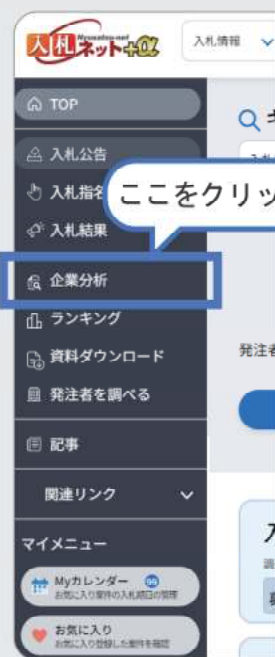 入札ネット+α
Nyusatsu-net
入札情報
TOP
入札公告
入札指名
ここをクリッ
入札結果
企業分析
ランキング
資料ダウンロード
発注者
発注者を調べる
記事
関連リンク
マイメニュー
Myカレンダー 99
お気に入り案件の入札期日の管理
お気に入り
お気に入り登録した案件を確認